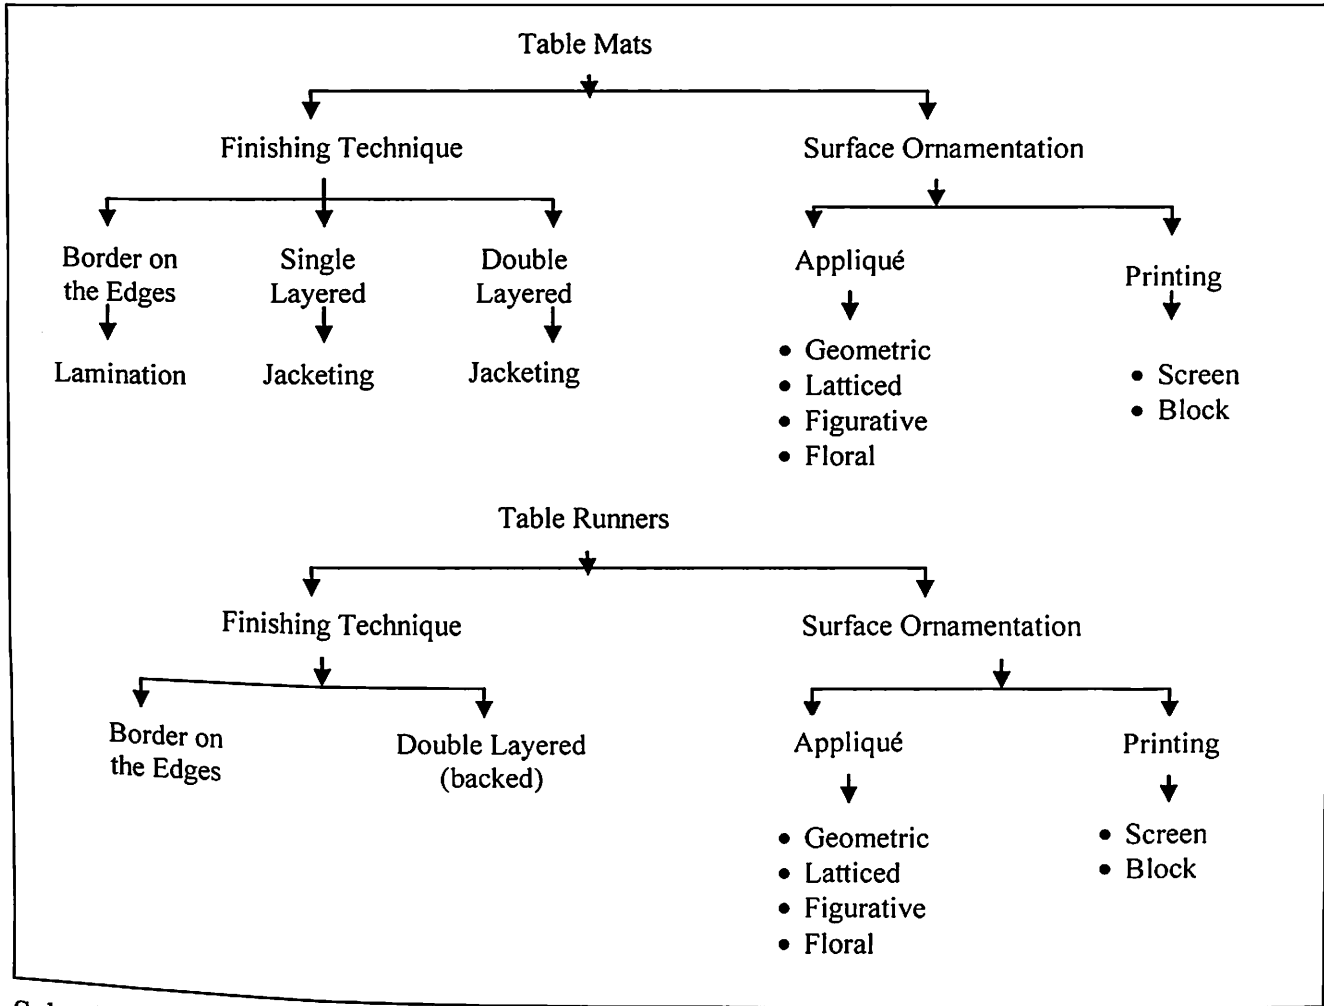 Table Mats
Finishing Technique
Surface Ornamentation
Border on
the Edges
Single
Layered
Double
Layered
Appliqué
Printing
Lamination
Jacketing
Jacketing
• Geometric
• Latticed
• Figurative
• Floral
• Screen
• Block
Table Runners
Finishing Technique
Surface Ornamentation
Border on
the Edges
Double Layered
(backed)
Appliqué
Printing
• Geometric
• Latticed
• Figurative
• Floral
• Screen
• Block